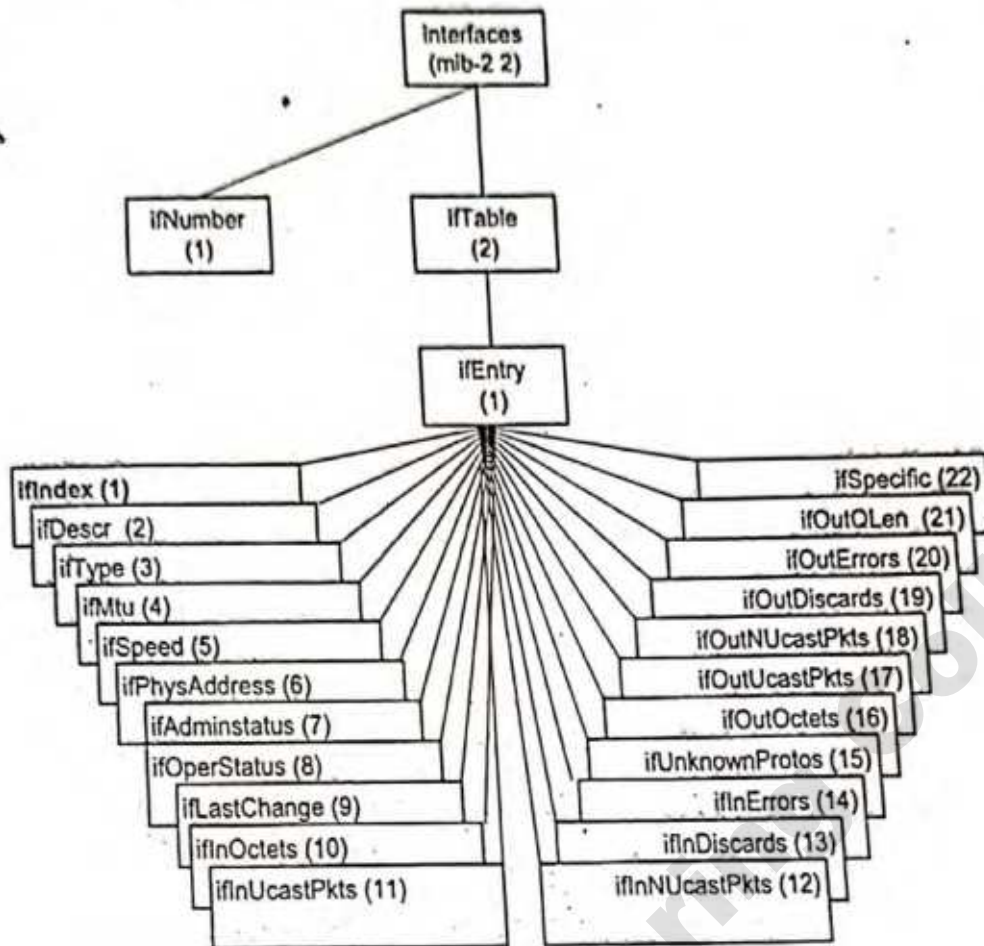 Interfaces
(mib-2 2)
ifNumber
(1)
ifTable
(2)
ifEntry
(1)
ifIndex (1)
ifDescr (2)
ifType (3)
ifMtu (4)
ifSpeed (5)
ifPhysAddress (6)
ifAdminstatus (7)
ifOperStatus (8)
ifLastChange (9)
ifInOctets (10)
ifInUcastPkts (11)
ifSpecific (22)
ifOutQLen (21)
ifOutErrors (20)
ifOutDiscards (19)
ifOutNUcastPkts (18)
ifOutUcastPkts (17)
ifOutOctets (16)
ifUnknownProtos (15)
ifInErrors (14)
ifInDiscards (13)
ifInNUcastPkts (12)